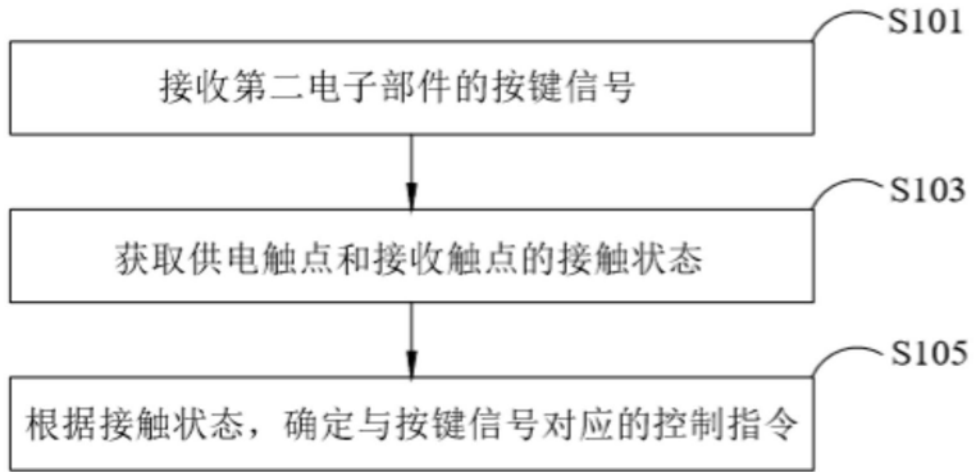 S101
接收第二电子部件的按键信号
S103
获取供电触点和接收触点的接触状态
S105
根据接触状态，确定与按键信号对应的控制指令